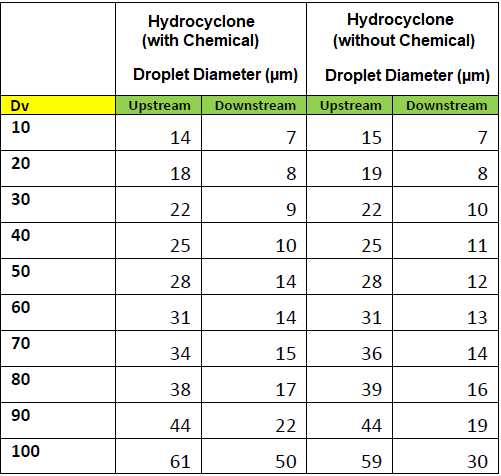 Hydrocyclone Hydrocyclone
(with Chemical) (without Chemical)
Droplet Diameter (µm) Droplet Diameter (µm)
Dv Upstream Downstream Upstream Downstream
10 14 7 15 7
20 18 8 19 8
30 22 9 22 10
40 25 10 25 11
50 28 14 28 12
60 31 14 31 13
70 34 15 36 14
80 38 17 39 16
90 44 22 44 19
100 61 50 59 30